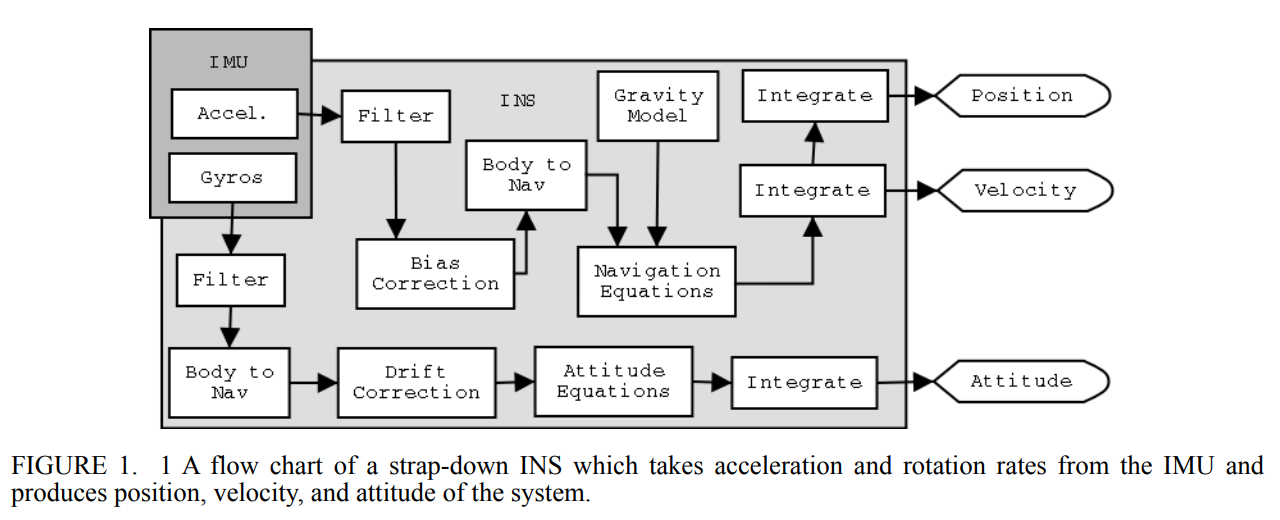 IMU
Accel.
Gyros
INS
Filter
Gravity
Model
Integrate
Position
Body to
Nav
Integrate
Velocity
Bias
Correction
Navigation
Equations
Filter
Body to
Nav
Drift
Correction
Attitude
Equations
Integrate
Attitude
FIGURE 1. 1 A flow chart of a strap-down INS which takes acceleration and rotation rates from the IMU and
produces position, velocity, and attitude of the system.